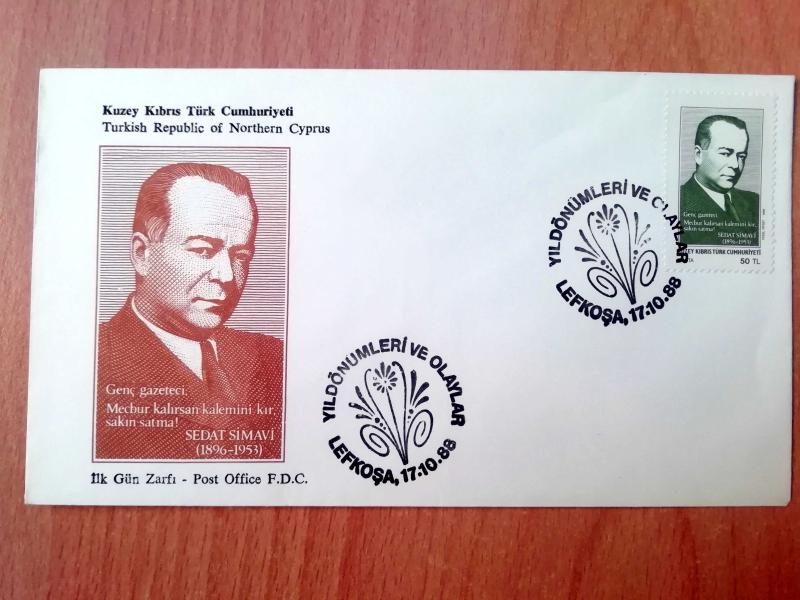 Kuzey Kıbrıs Türk Cumhuriyeti
Turkish Republic of Northern Cyprus
Genç gazeteci:
Mecbur kalırsan kalemini kır,
sakın satma!
SEDAT SİMAVİ
(1896-1953)
İlk Gün Zarfı - Post Office F.D.C.
YILDÖNÜMLERİ VE OLAYLAR
LEFKOŞA, 17.10.88
YILDÖNÜMLERİ VE OLAYLAR
LEFKOŞA, 17.10.88
Genç gazeteci:
Mecbur kalırsan kalemini kır,
sakın satma!
SEDAT SİMAVİ
(1896-1953)
KUZEY KIBRIS TÜRK CUMHURİYETİ
50 TL